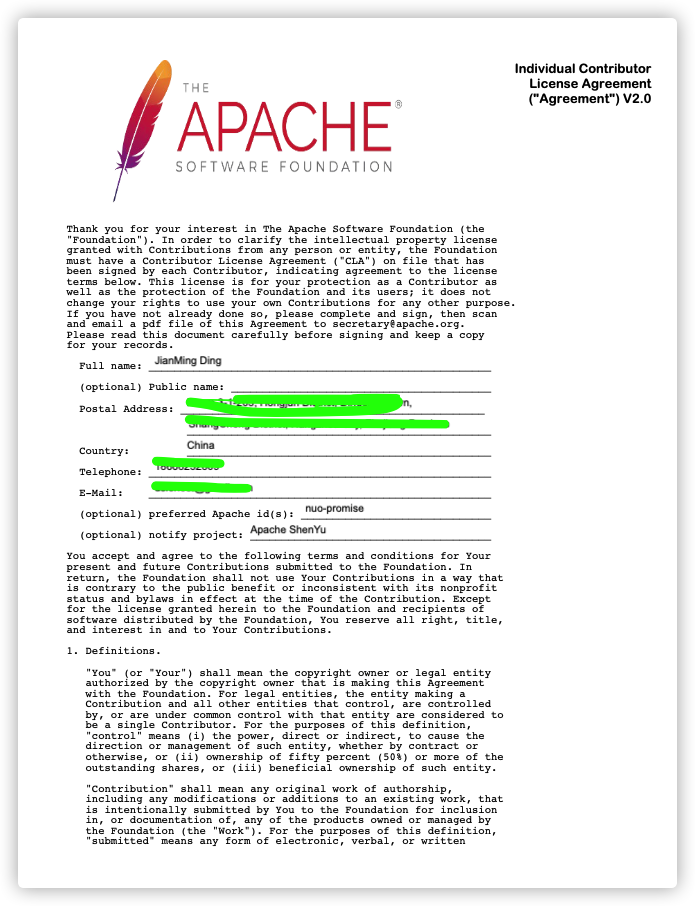 THE
APACHE®
SOFTWARE FOUNDATION
Individual Contributor
License Agreement
("Agreement") V2.0
Thank you for your interest in The Apache Software Foundation (the
"Foundation"). In order to clarify the intellectual property license
granted with Contributions from any person or entity, the Foundation
must have a Contributor License Agreement ("CLA") on file that has
been signed by each Contributor, indicating agreement to the license
terms below. This license is for your protection as a Contributor as
well as the protection of the Foundation and its users; it does not
change your rights to use your own Contributions for any other purpose.
If you have not already done so, please complete and sign, then scan
and email a pdf file of this Agreement to secretary@apache.org.
Please read this document carefully before signing and keep a copy
for your records.
Full name: JianMing Ding
(optional) Public name:
Postal Address:
Country: China
Telephone:
E-Mail:
(optional) preferred Apache id(s): nuo-promise
(optional) notify project: Apache ShenYu
You accept and agree to the following terms and conditions for Your
present and future Contributions submitted to the Foundation. In
return, the Foundation shall not use Your Contributions in a way that
is contrary to the public benefit or inconsistent with its nonprofit
status and bylaws in effect at the time of the Contribution. Except
for the license granted herein to the Foundation and recipients of
software distributed by the Foundation, You reserve all right, title,
and interest in and to Your Contributions.
1. Definitions.
"You" (or "Your") shall mean the copyright owner or legal entity
authorized by the copyright owner that is making this Agreement
with the Foundation. For legal entities, the entity making a
Contribution and all other entities that control, are controlled
by, or are under common control with that entity are considered to
be a single Contributor. For the purposes of this definition,
"control" means (i) the power, direct or indirect, to cause the
direction or management of such entity, whether by contract or
otherwise, or (ii) ownership of fifty percent (50%) or more of the
outstanding shares, or (iii) beneficial ownership of such entity.
"Contribution" shall mean any original work of authorship,
including any modifications or additions to an existing work, that
is intentionally submitted by You to the Foundation for inclusion
in, or documentation of, any of the products owned or managed by
the Foundation (the "Work"). For the purposes of this definition,
"submitted" means any form of electronic, verbal, or written